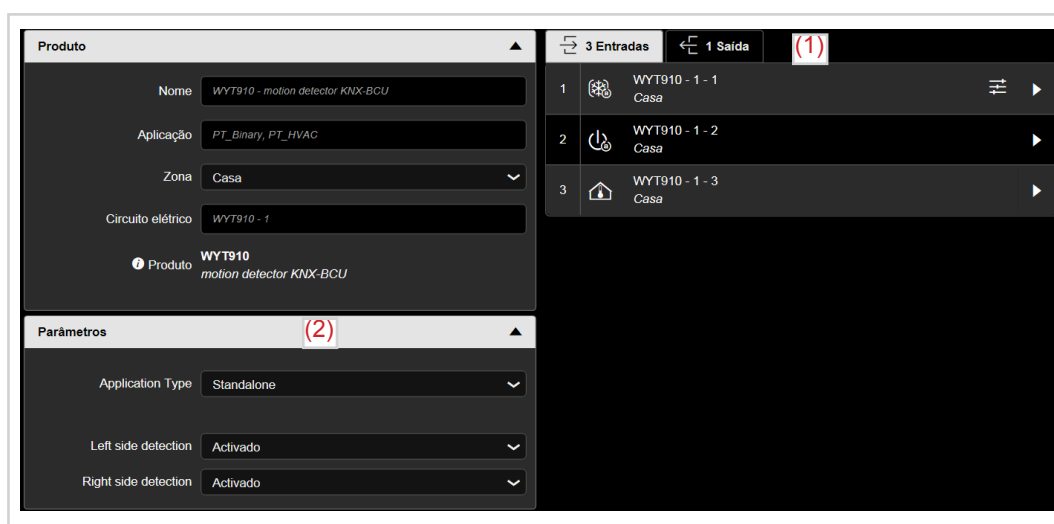 Produto
Nome WYT910 - motion detector KNX-BCU
Aplicação PT_Binary, PT_HVAC
Zona Casa
Circuito elétrico WYT910 - 1
i Produto WYT910
motion detector KNX-BCU
Parâmetros (2)
Application Type Standalone
Left side detection Activado
Right side detection Activado
3 Entradas 1 Saída (1)
1 WYT910 - 1 - 1
Casa
2 WYT910 - 1 - 2
Casa
3 WYT910 - 1 - 3
Casa